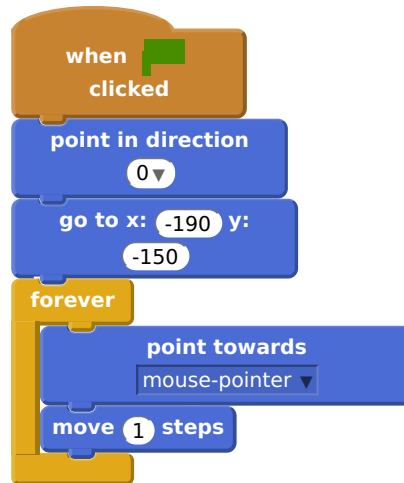 when
clicked
point in direction
0▼
go to x: -190 y:
-150
forever
point towards
mouse-pointer ▼
move 1 steps